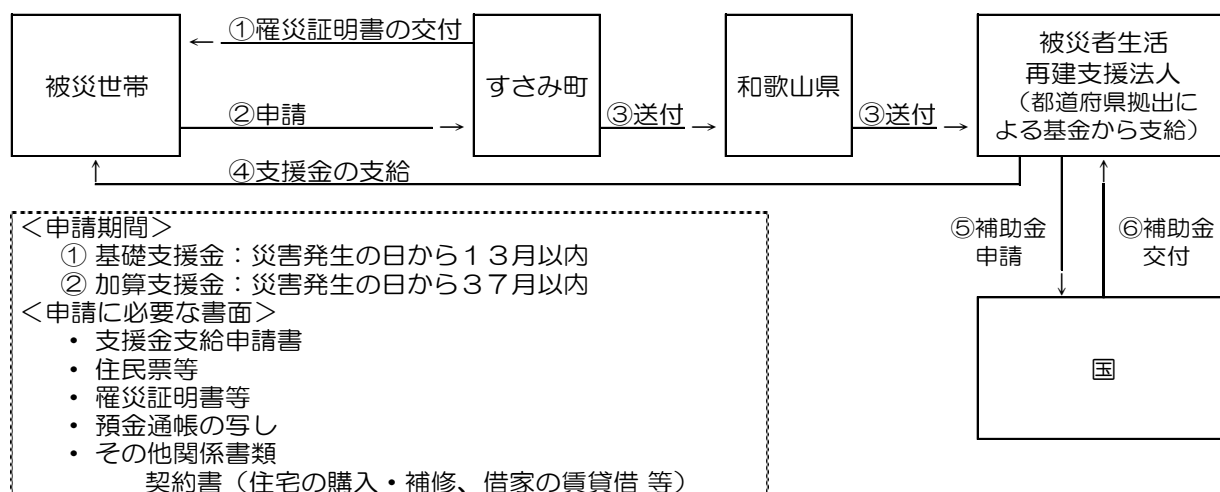 ①罹災証明書の交付
被災世帯
すさみ町
和歌山県
被災者生活
再建支援法人
（都道府県拠出に
よる基金から支給）
②申請
③送付
③送付
④支援金の支給
⑤補助金
申請
⑥補助金
交付
国
＜申請期間＞
① 基礎支援金：災害発生の日から１３月以内
② 加算支援金：災害発生の日から３７月以内
＜申請に必要な書面＞
・ 支援金支給申請書
・ 住民票等
・ 罹災証明書等
・ 預金通帳の写し
・ その他関係書類
契約書（住宅の購入・補修、借家の賃貸借 等）